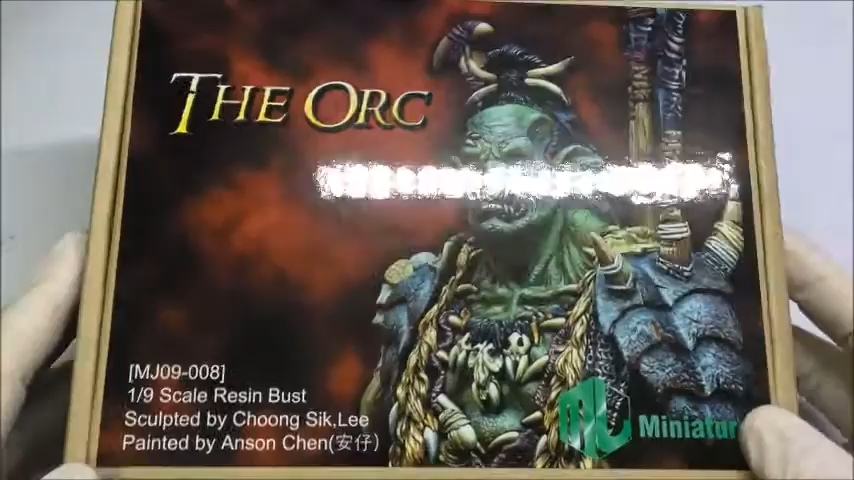 THE ORC
[MJ09-008]
1/9 Scale Resin Bust
Sculpted by Choong Sik,Lee
Painted by Anson Chen(安仔)
MJ Miniatur